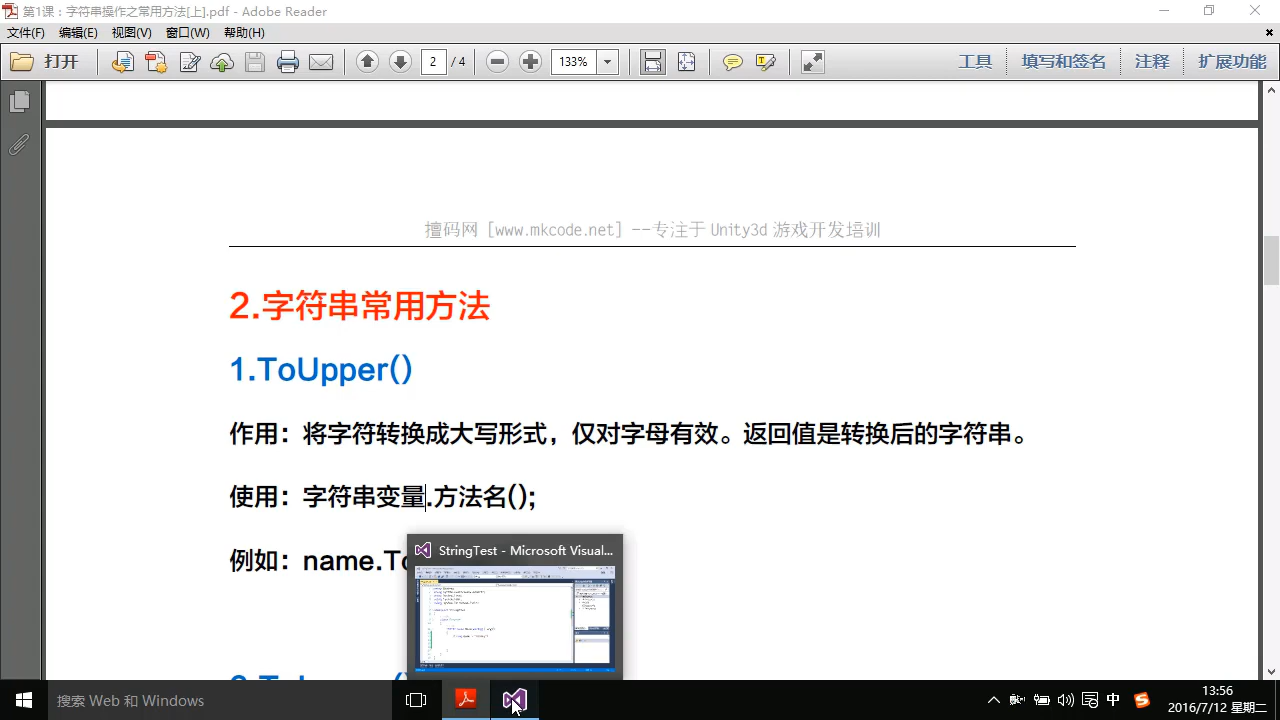 第1课：字符串操作之常用方法[上].pdf - Adobe Reader
文件(F) 编辑(E) 视图(V) 窗口(W) 帮助(H)
打开 2 / 4 133% 工具 填写和签名 注释 扩展功能
擅码网 [www.mkcode.net] --专注于 Unity3d 游戏开发培训
2.字符串常用方法
1.ToUpper()
作用：将字符转换成大写形式，仅对字母有效。返回值是转换后的字符串。
使用：字符串变量.方法名();
例如：name.To
StringTest - Microsoft Visual...
搜索 Web 和 Windows
中
13:56
2016/7/12 星期二